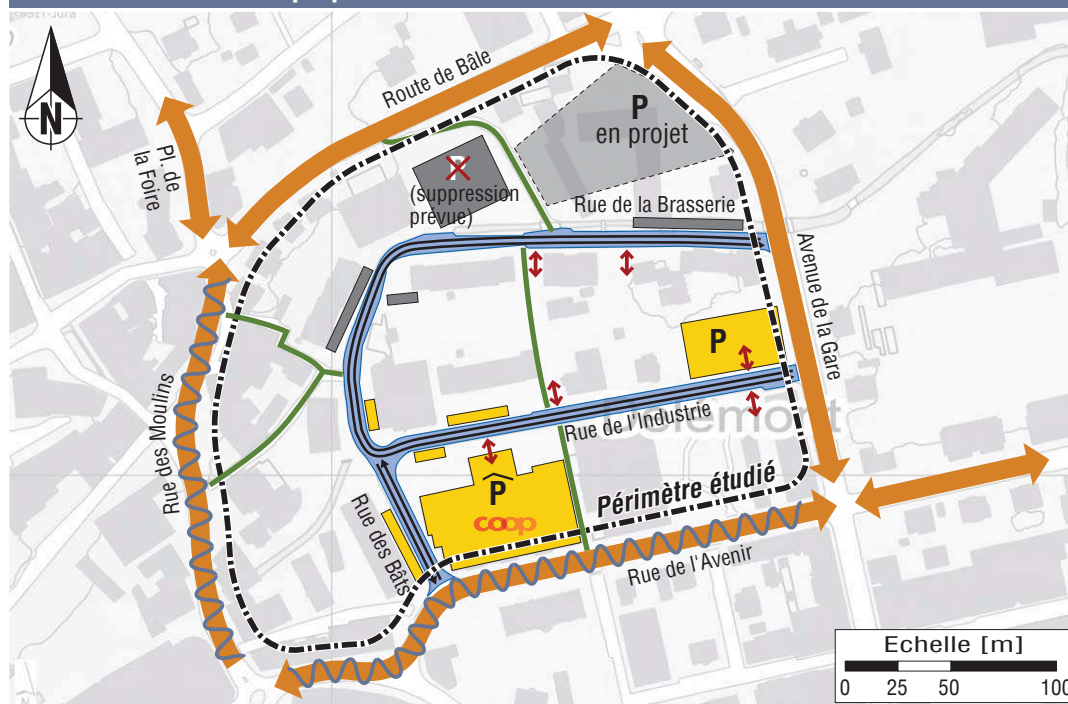 N
Route de Bâle
Pl. de
la Foire
P
en projet
(suppression
prévue)
Rue de la Brasserie
Avenue de la Gare
P
Rue des Moulins
Rue de l'Industrie
P
coop
Périmètre étudié
Rue des Bâts
Rue de l'Avenir
Echelle [m]
0 25 50 100